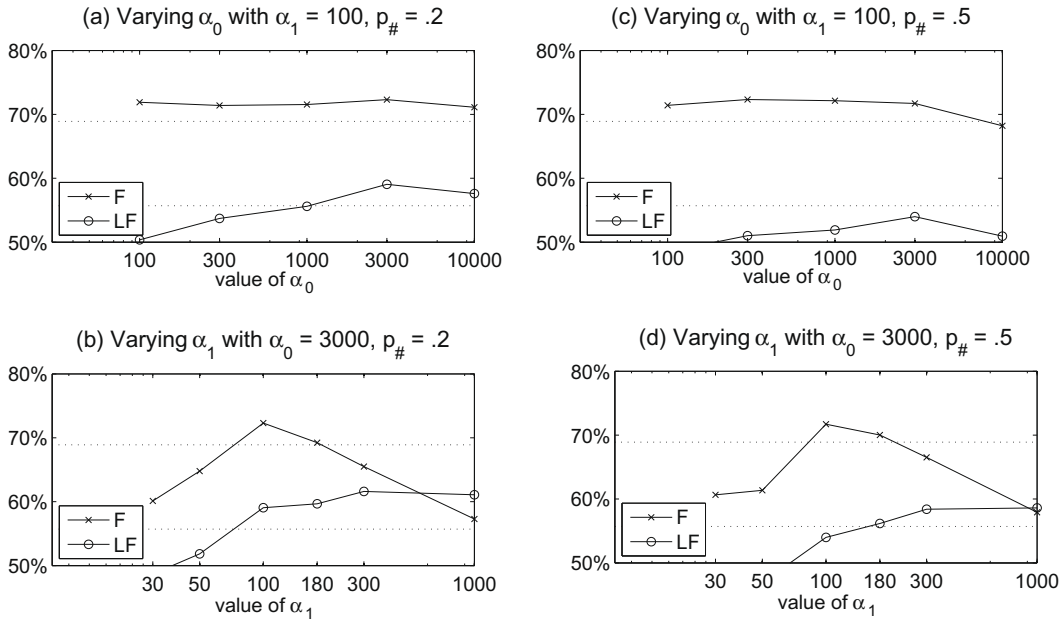 (a) Varying α₀ with α₁ = 100, p# = .2
80%
70%
60%
50%
F
LF
100 300 1000 3000 10000
value of α₀
(c) Varying α₀ with α₁ = 100, p# = .5
80%
70%
60%
50%
F
LF
100 300 1000 3000 10000
value of α₀
(b) Varying α₁ with α₀ = 3000, p# = .2
80%
70%
60%
50%
F
LF
30 50 100 180 300 1000
value of α₁
(d) Varying α₁ with α₀ = 3000, p# = .5
80%
70%
60%
50%
F
LF
30 50 100 180 300 1000
value of α₁